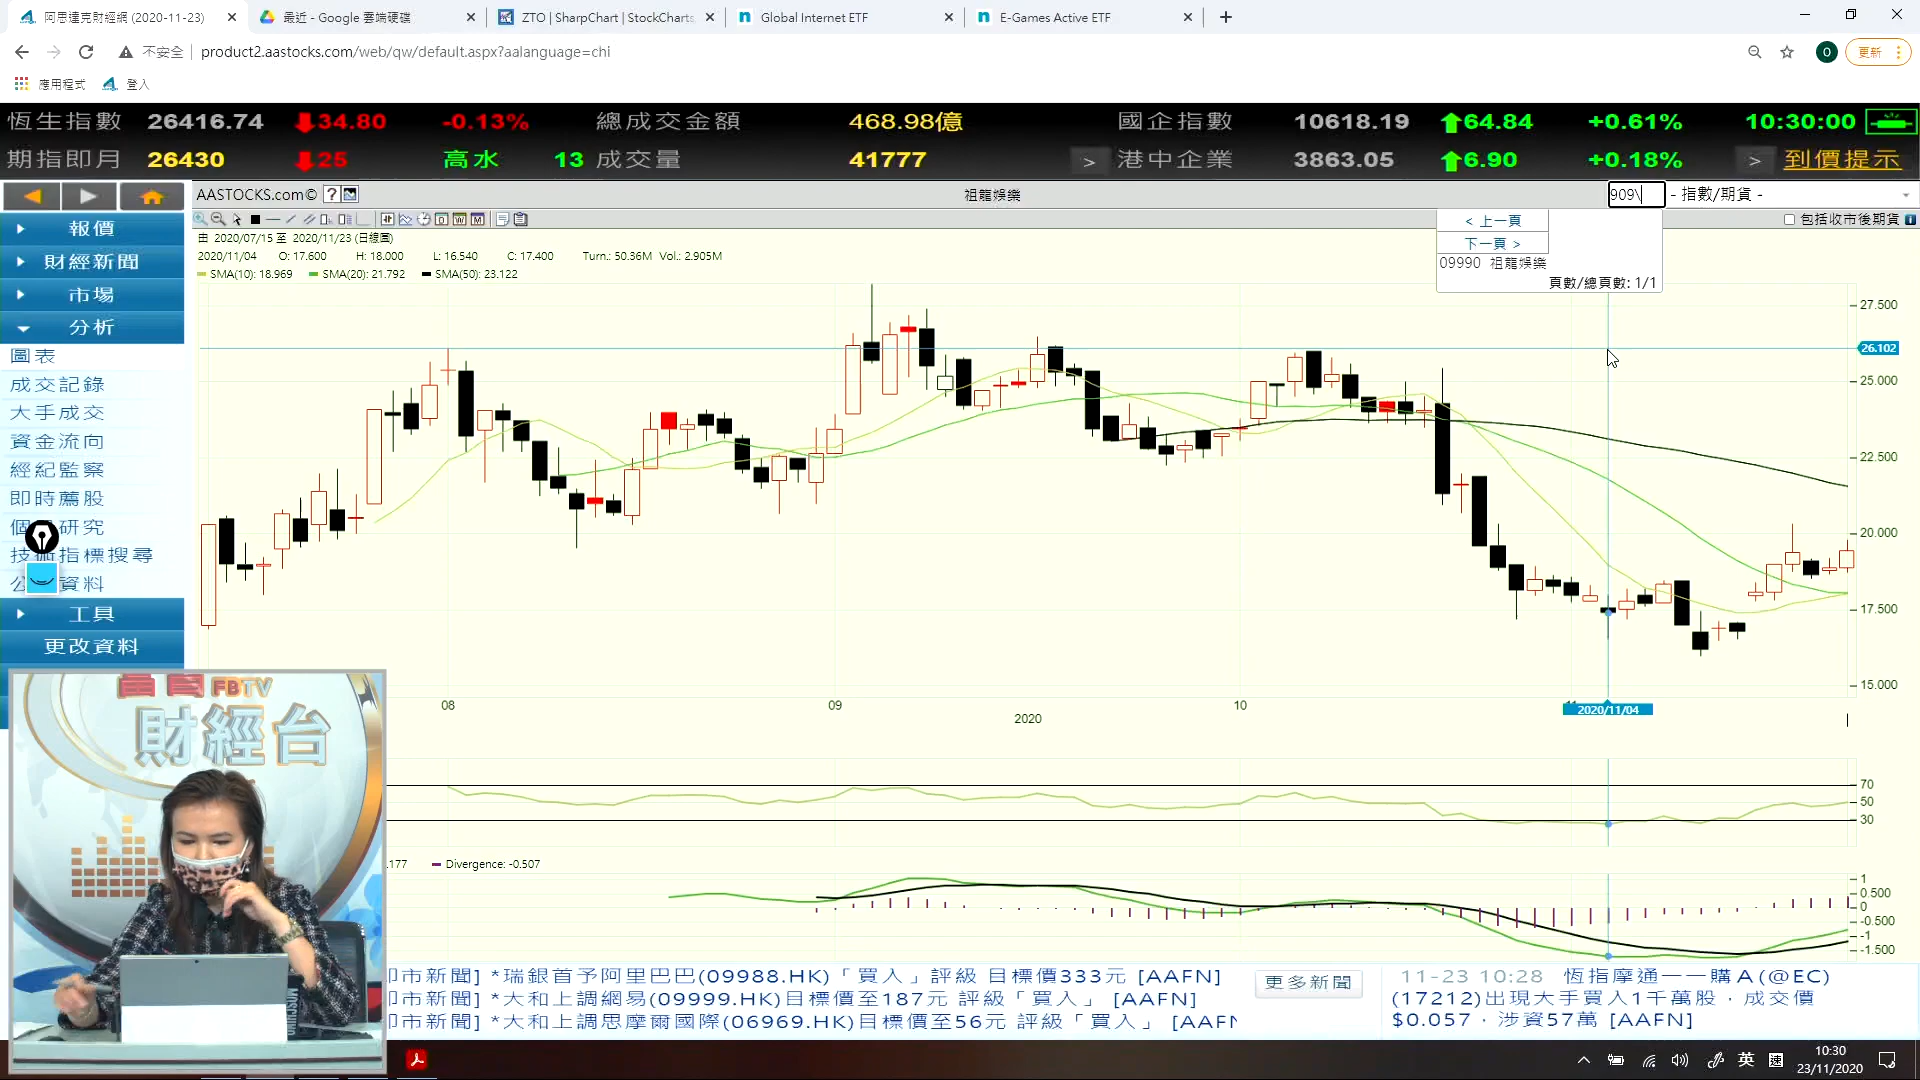 阿思達克財經網 (2020-11-23)
最近 - Google 雲端硬碟
ZTO | SharpChart | StockCharts
Global Internet ETF
E-Games Active ETF
不安全
product2.aastocks.com/web/qw/default.aspx?aalanguage=chi
O
更新
應用程式
登入
恆生指數 26416.74 34.80 -0.13% 總成交金額 468.98億 國企指數 10618.19 64.84 +0.61% 10:30:00
期指即月 26430 25 高水 13 成交量 41777 > 港中企業 3863.05 6.90 +0.18% > 到價提示
AASTOCKS.com©
祖龍娛樂
909\
- 指數/期貨 -
包括收市後期貨
< 上一頁
下一頁 >
09990 祖龍娛樂
頁數/總頁數: 1/1
由 2020/07/15 至 2020/11/23 (日線圖)
2020/11/04 O: 17.600 H: 18.000 L: 16.540 C: 17.400 Turn.: 50.36M Vol.: 2.905M
SMA(10): 18.969 SMA(20): 21.792 SMA(50): 23.122
報價
財經新聞
市場
分析
圖表
成交記錄
大手成交
資金流向
經紀監察
即時薦股
研究
指標搜尋
資料
工具
更改資料
27.500
26.102
25.000
22.500
20.000
17.500
15.000
08
09
10
2020/11/04
2020
70
50
30
.177 Divergence: -0.507
1
0.500
0
-0.500
-1
-1.500
FBTV
財經台
市新聞] *瑞銀首予阿里巴巴(09988.HK)「買入」評級 目標價333元 [AAFN]
市新聞] *大和上調網易(09999.HK)目標價至187元 評級「買入」 [AAFN]
市新聞] *大和上調思摩爾國際(06969.HK)目標價至56元 評級「買入」 [AAFN
更多新聞
11-23 10:28 恆指摩通一一購A(@EC)
(17212)出現大手買入1千萬股，成交價
$0.057，涉資57萬 [AAFN]
英
速
10:30
23/11/2020